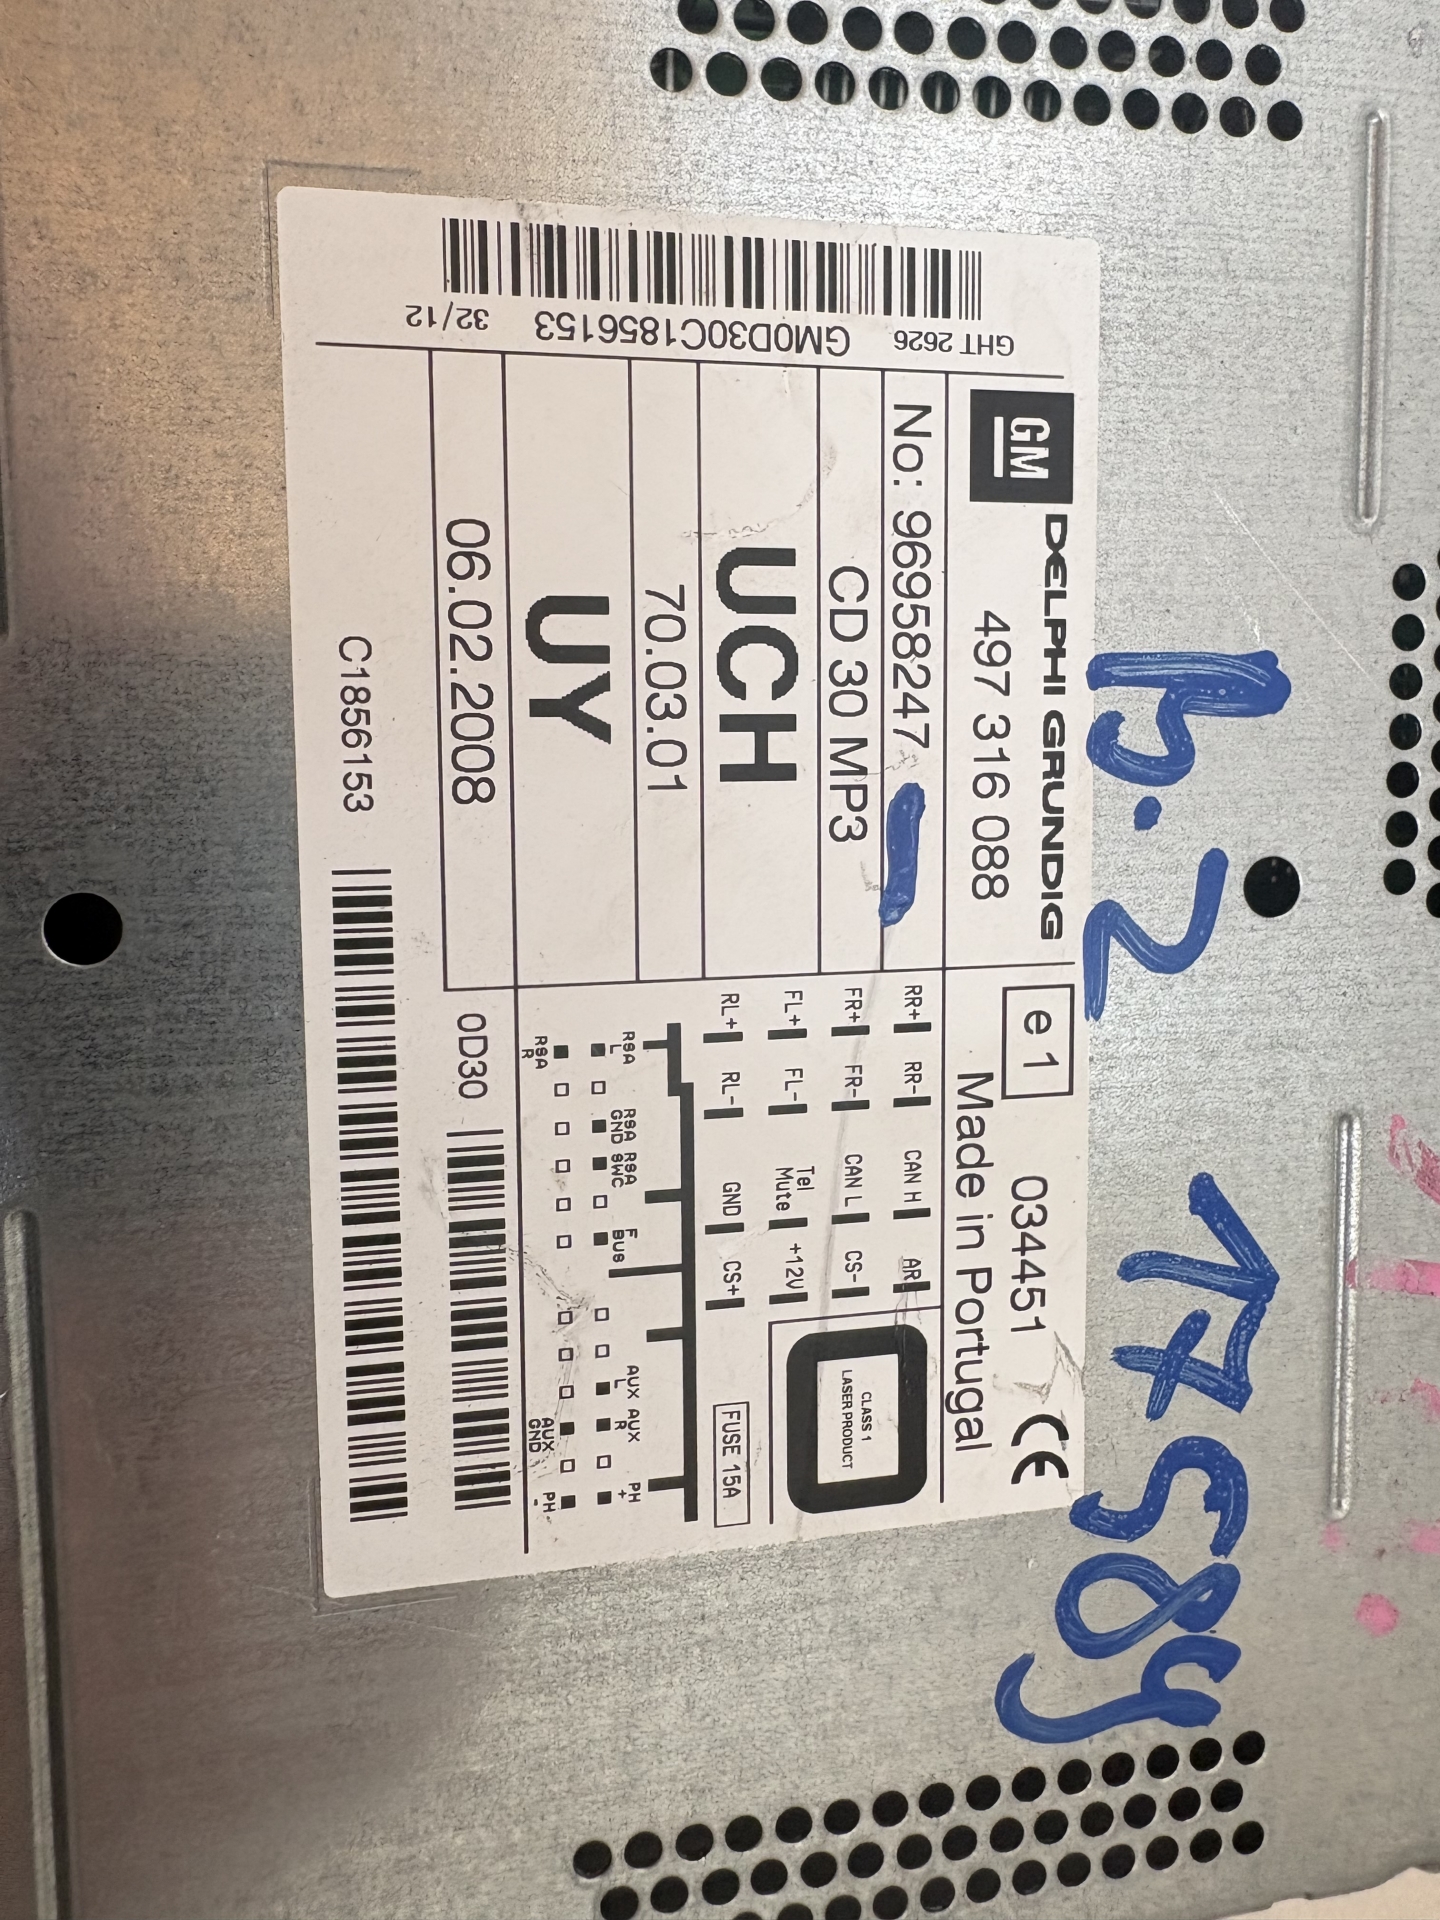 h.2 17589
GM DELPHI GRUNDIG
497 316 088
e 1 034451 CE
Made in Portugal
No: 96958247
CD 30 MP3
UCH
70.03.01
UY
06.02.2008
RR+ RR- CAN H AR
FR+ FR- CAN L CS-
FL+ FL- Tel Mute +12V
RL+ RL- GND CS+
CLASS 1
LASER PRODUCT
FUSE 15A
RSA L RSA GND RSA SWC F BUS AUX L AUX R PH +
RSA R AUX GND PH -
0D30
C1856153
GHT 2626 GM0D30C1856153 32/12